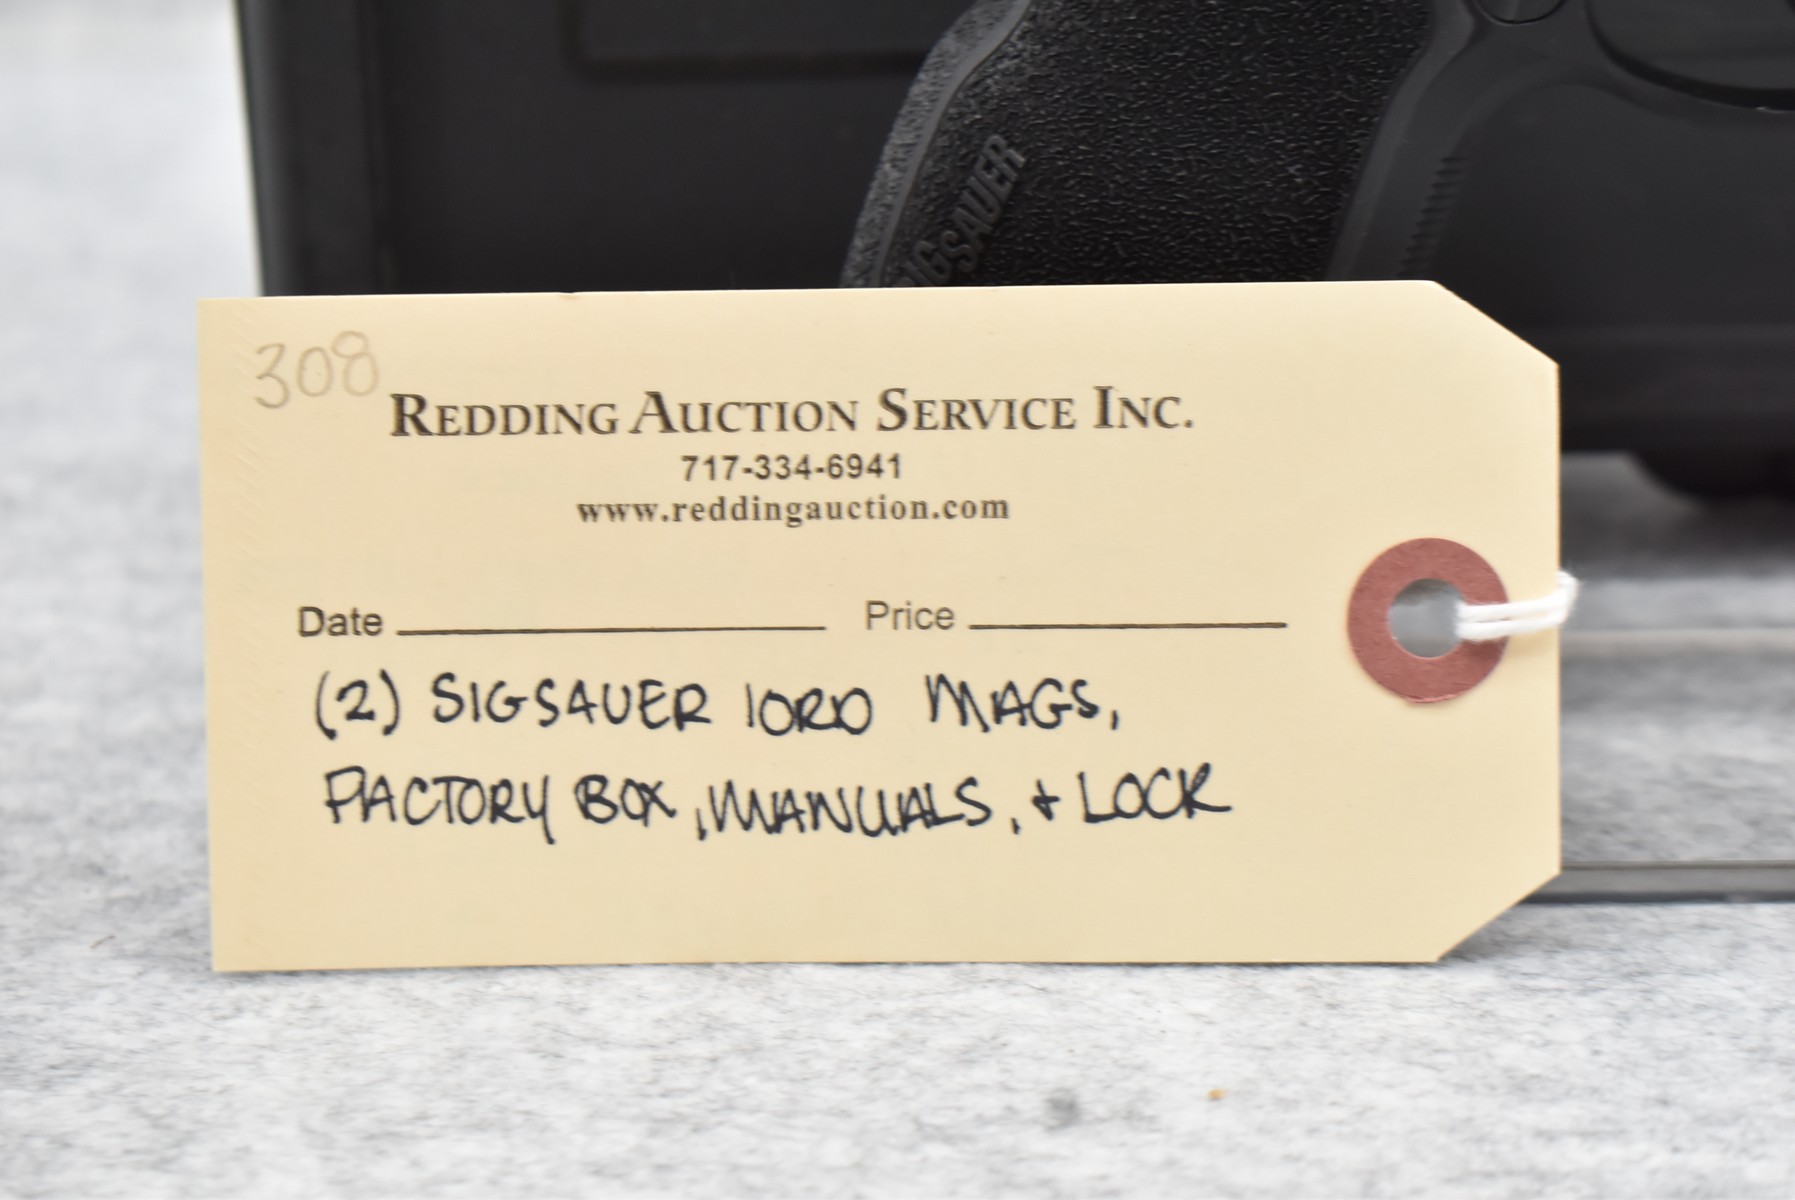 SIGSAUER
308
REDDING AUCTION SERVICE INC.
717-334-6941
www.reddingauction.com
Date Price
(2) SIGSAUER 10RD MAGS,
FACTORY BOX, MANUALS, + LOCK